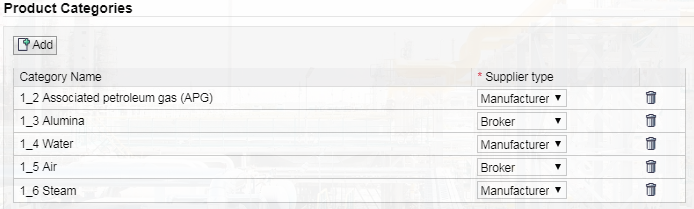 Product Categories
Add
Category Name * Supplier type
1_2 Associated petroleum gas (APG) Manufacturer
1_3 Alumina Broker
1_4 Water Manufacturer
1_5 Air Broker
1_6 Steam Manufacturer